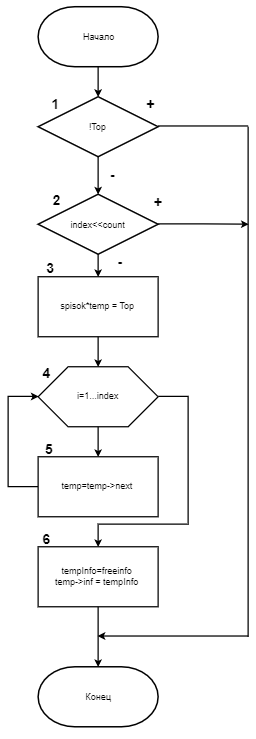 Начало
1
+
!Top
-
2
+
index<<count
-
3
spisok*temp = Top
4
i=1...index
5
temp=temp->next
6
tempInfo=freeinfo
temp->inf = tempInfo
Конец